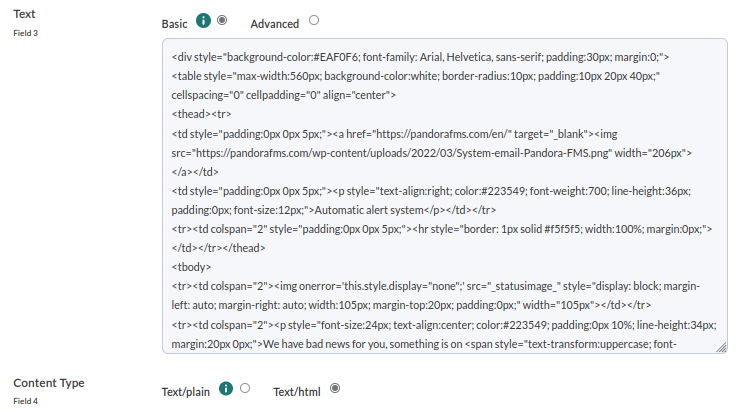 Text
Field 3
Basic Advanced
<div style="background-color:#EAF0F6; font-family: Arial, Helvetica, sans-serif; padding:30px; margin:0;">
<table style="max-width:560px; background-color:white; border-radius:10px; padding:10px 20px 40px;"
cellspacing="0" cellpadding="0" align="center">
<thead><tr>
<td style="padding:0px 0px 5px;"><a href="https://pandorafms.com/en/" target="_blank"><img
src="https://pandorafms.com/wp-content/uploads/2022/03/System-email-Pandora-FMS.png" width="206px">
</a></td>
<td style="padding:0px 0px 5px;"><p style="text-align:right; color:#223549; font-weight:700; line-height:36px;
padding:0px; font-size:12px;">Automatic alert system</p></td></tr>
<tr><td colspan="2" style="padding:0px 0px 5px;"><hr style="border: 1px solid #f5f5f5; width:100%; margin:0px;">
</td></tr></thead>
<tbody>
<tr><td colspan="2"><img onerror='this.style.display="none";' src="_statusimage_" style="display: block; margin-
left: auto; margin-right: auto; width:105px; margin-top:20px; padding:0px;" width="105px"></td></tr>
<tr><td colspan="2"><p style="font-size:24px; text-align:center; color:#223549; padding:0px 10%; line-height:34px;
margin:20px 0px;">We have bad news for you, something is on <span style="text-transform:uppercase; font-
Content Type
Field 4
Text/plain Text/html